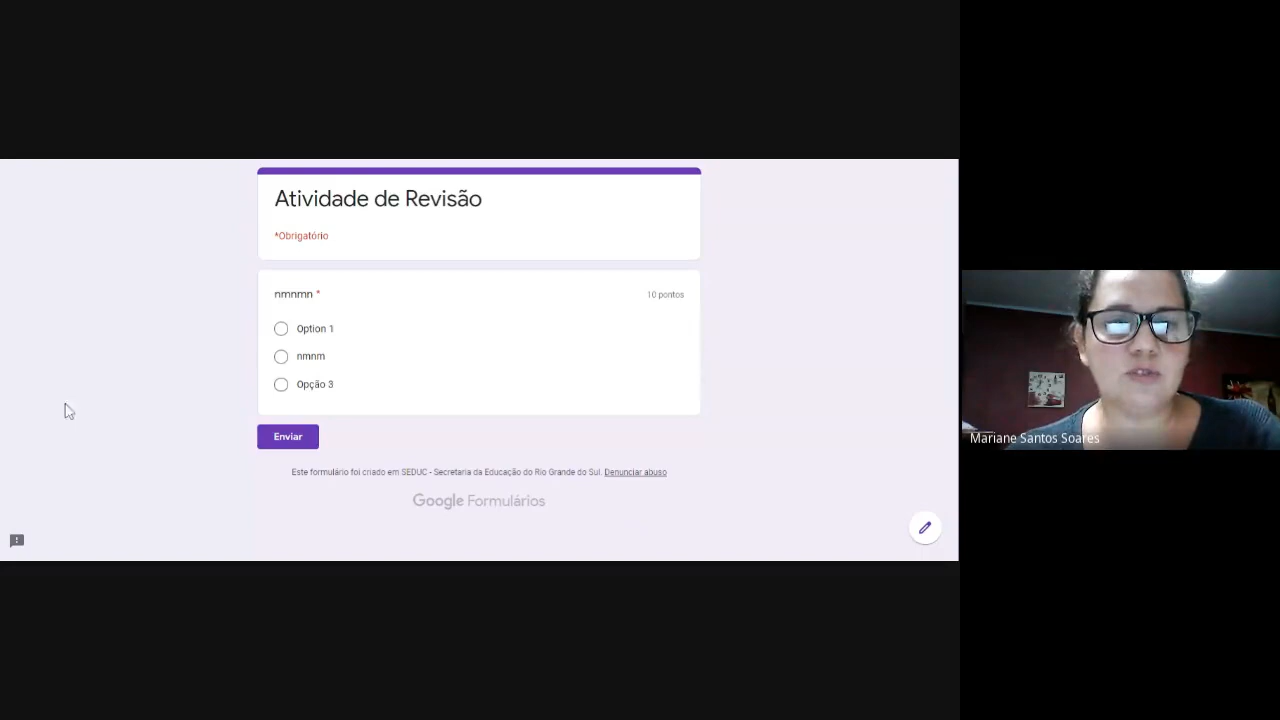 Atividade de Revisão
*Obrigatório
nmnmn *
10 pontos
Option 1
nmnm
Opção 3
Enviar
Este formulário foi criado em SEDUC - Secretaria da Educação do Rio Grande do Sul. Denunciar abuso
Google Formulários
Mariane Santos Soares